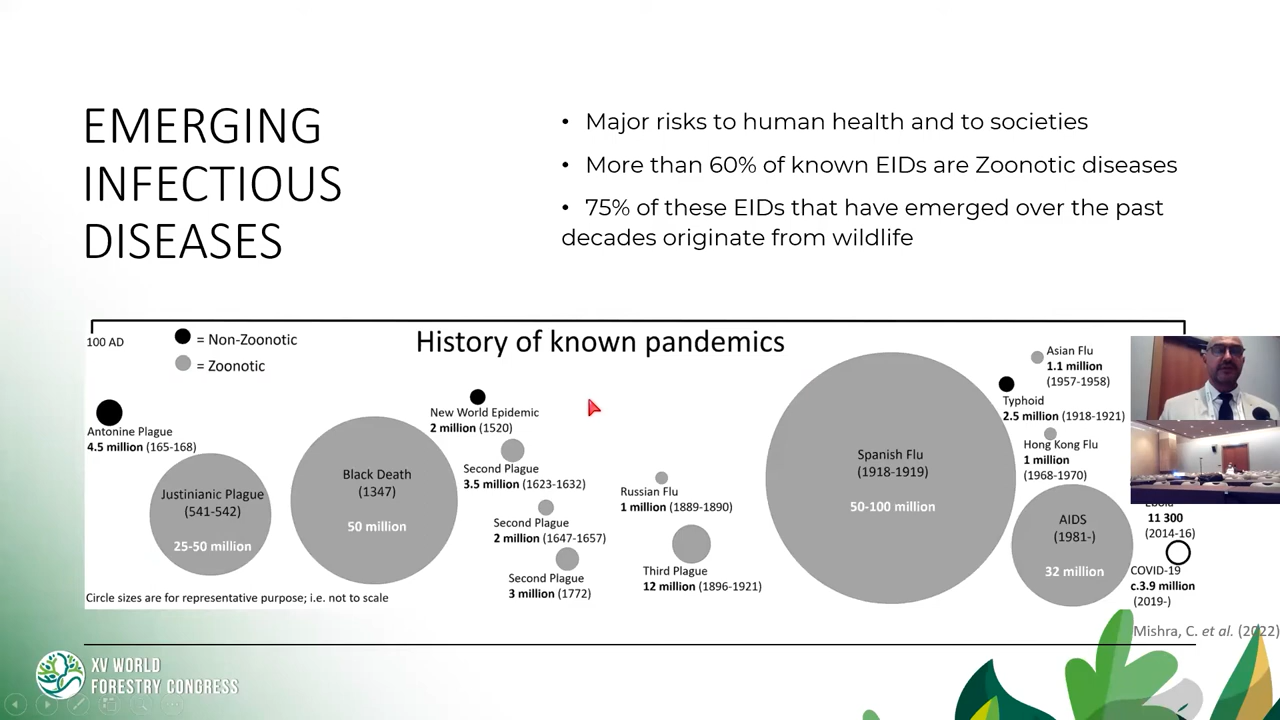 EMERGING
INFECTIOUS
DISEASES
• Major risks to human health and to societies
• More than 60% of known EIDs are Zoonotic diseases
• 75% of these EIDs that have emerged over the past
decades originate from wildlife
100 AD
= Non-Zoonotic
= Zoonotic
History of known pandemics
Antonine Plague
4.5 million (165-168)
Justinianic Plague
(541-542)
25-50 million
Black Death
(1347)
50 million
New World Epidemic
2 million (1520)
Second Plague
3.5 million (1623-1632)
Second Plague
2 million (1647-1657)
Second Plague
3 million (1772)
Russian Flu
1 million (1889-1890)
Third Plague
12 million (1896-1921)
Spanish Flu
(1918-1919)
50-100 million
Asian Flu
1.1 million
(1957-1958)
Typhoid
2.5 million (1918-1921)
Hong Kong Flu
1 million
(1968-1970)
AIDS
(1981-)
32 million
11 300
(2014-16)
COVID-19
c.3.9 million
(2019-)
Circle sizes are for representative purpose; i.e. not to scale
Mishra, C. et al. (2022)
XV WORLD
FORESTRY CONGRESS